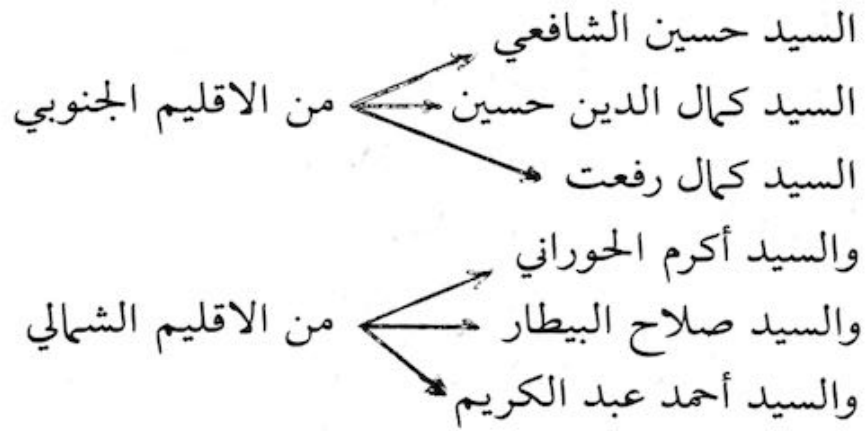 السيد حسين الشافعي
السيد كمال الدين حسين من الاقليم الجنوبي
السيد كمال رفعت
والسيد أكرم الحوراني
والسيد صلاح البيطار من الاقليم الشمالي
والسيد أحمد عبد الكريم